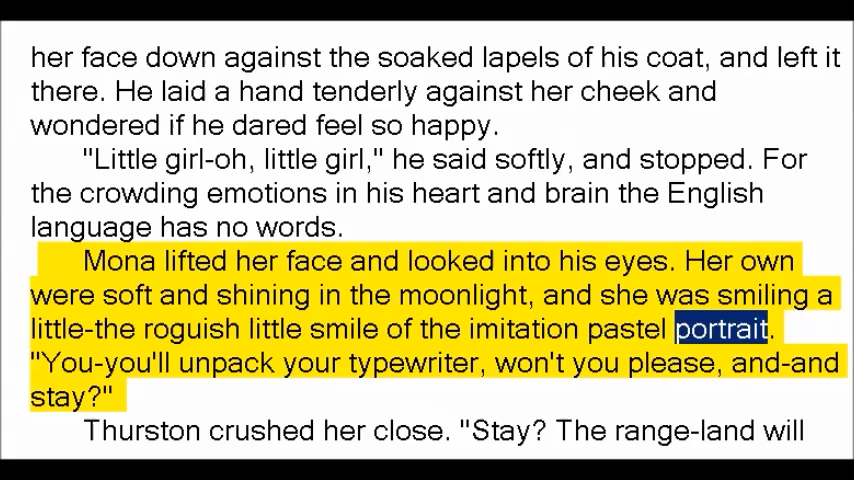 her face down against the soaked lapels of his coat, and left it
there. He laid a hand tenderly against her cheek and
wondered if he dared feel so happy.
"Little girl-oh, little girl," he said softly, and stopped. For
the crowding emotions in his heart and brain the English
language has no words.
Mona lifted her face and looked into his eyes. Her own
were soft and shining in the moonlight, and she was smiling a
little-the roguish little smile of the imitation pastel portrait.
"You-you'll unpack your typewriter, won't you please, and-and
stay?"
Thurston crushed her close. "Stay? The range-land will